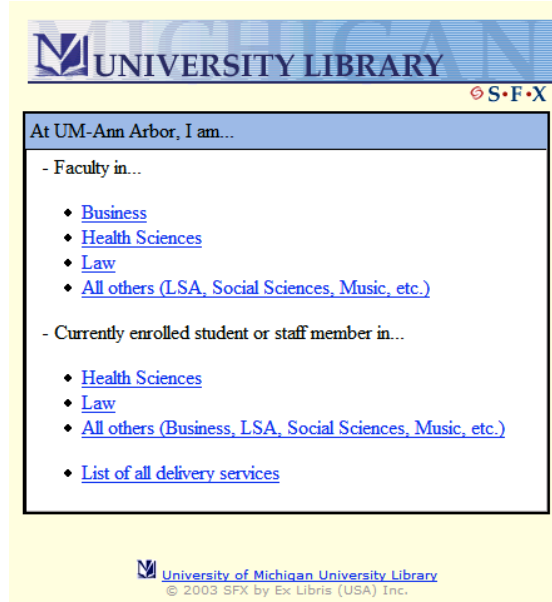 MICHIGAN
UNIVERSITY LIBRARY
S•F•X
At UM-Ann Arbor, I am...
- Faculty in...
Business
Health Sciences
Law
All others (LSA, Social Sciences, Music, etc.)
- Currently enrolled student or staff member in...
Health Sciences
Law
All others (Business, LSA, Social Sciences, Music, etc.)
List of all delivery services
University of Michigan University Library
© 2003 SFX by Ex Libris (USA) Inc.